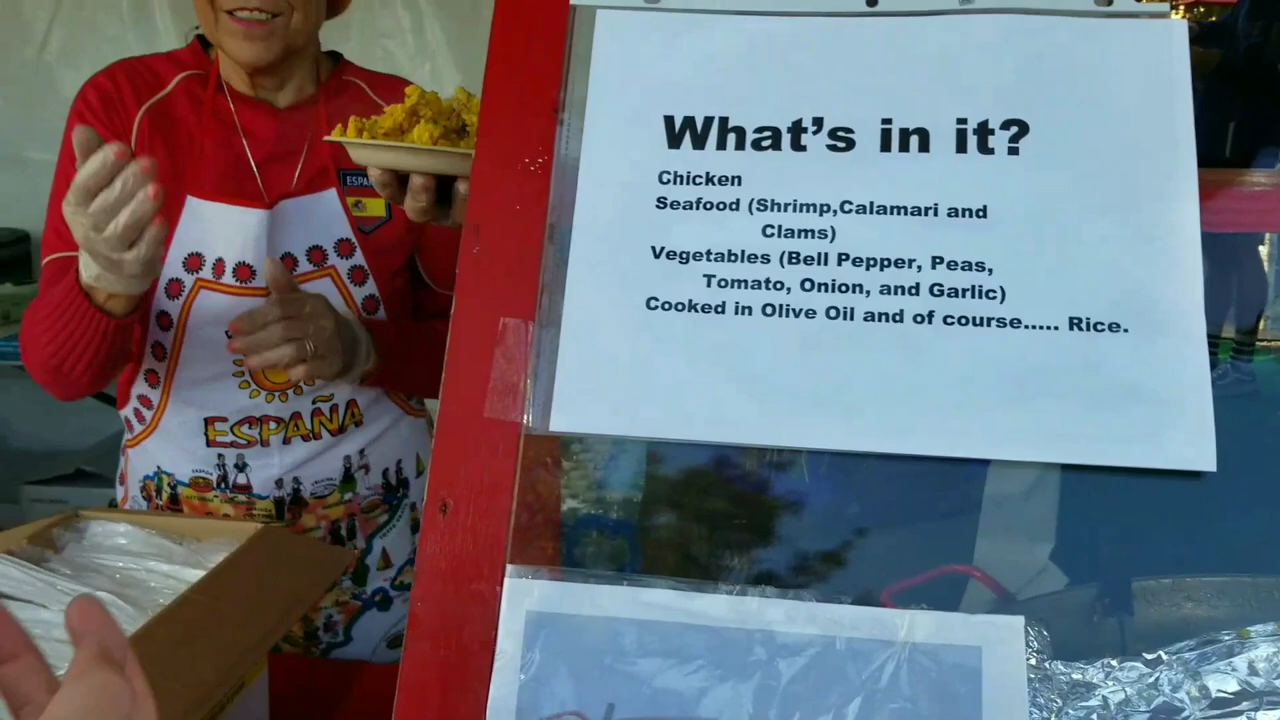 What's in it?
Chicken
Seafood (Shrimp,Calamari and
Clams)
Vegetables (Bell Pepper, Peas,
Tomato, Onion, and Garlic)
Cooked in Olive Oil and of course..... Rice.
ESPAÑA